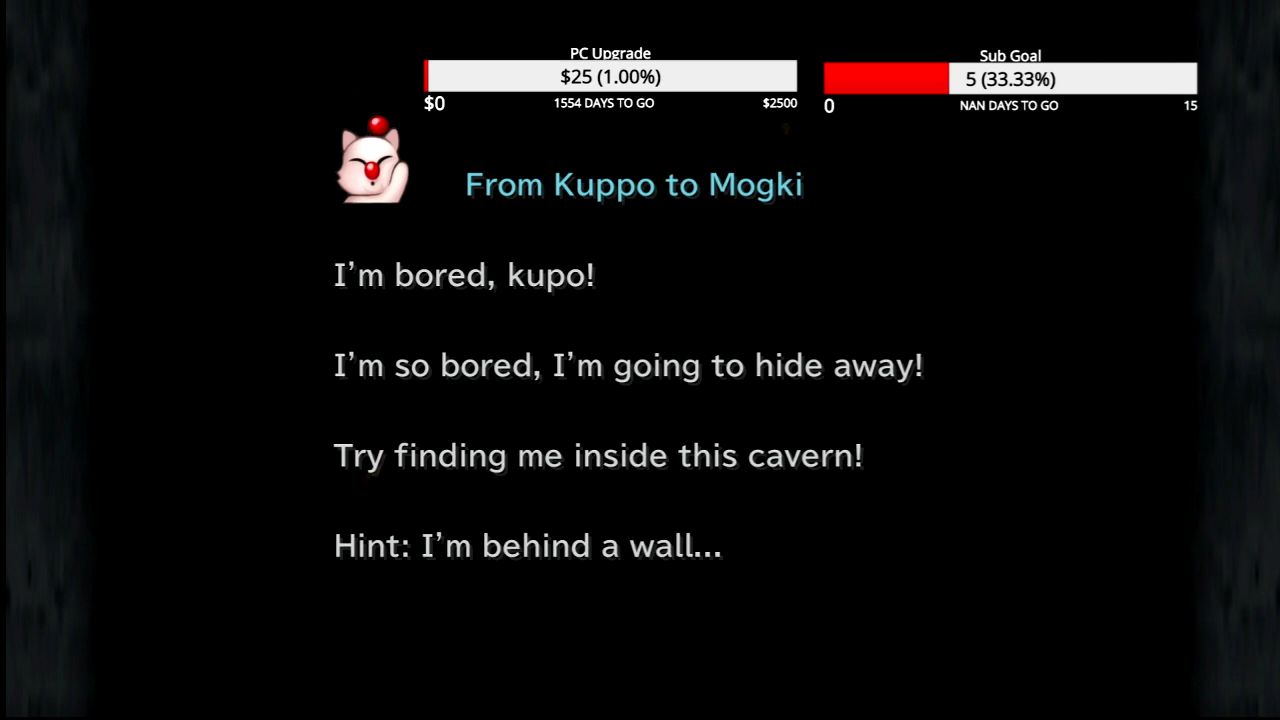 PC Upgrade
$25 (1.00%)
$0 1554 DAYS TO GO $2500
Sub Goal
5 (33.33%)
0 NAN DAYS TO GO 15
From Kuppo to Mogki
I'm bored, kupo!
I'm so bored, I'm going to hide away!
Try finding me inside this cavern!
Hint: I'm behind a wall...